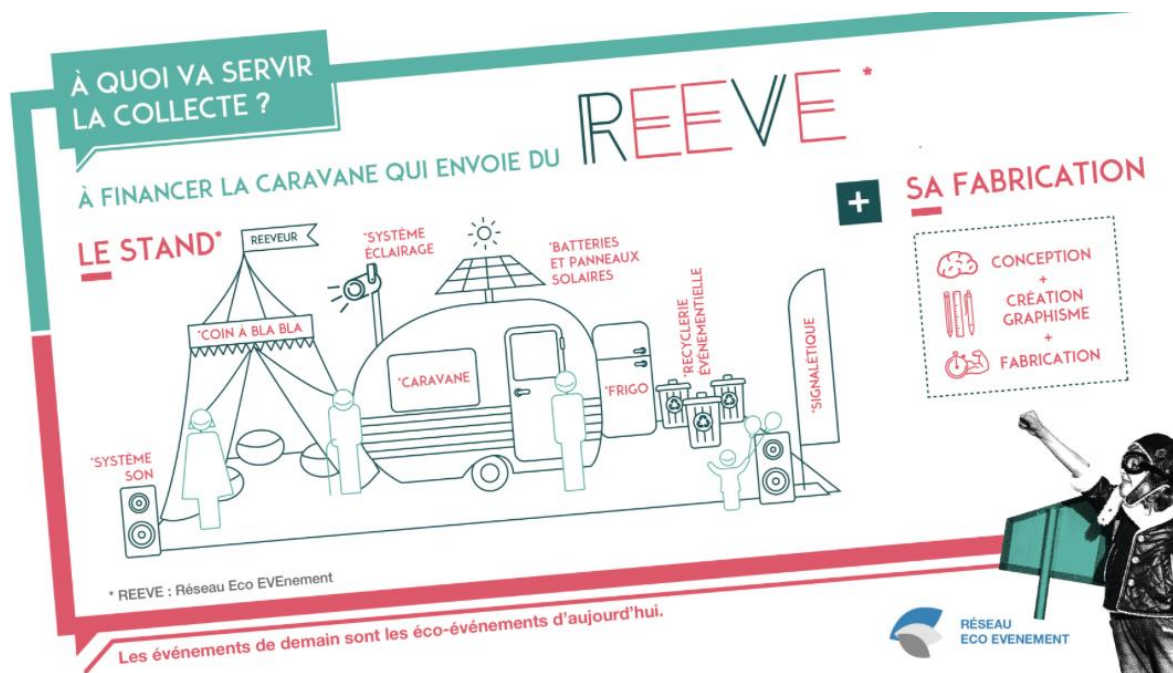 À QUOI VA SERVIR
LA COLLECTE ?
À FINANCER LA CARAVANE QUI ENVOIE DU
REEVE*
LE STAND*
REEVEUR
*SYSTÈME
ÉCLAIRAGE
*BATTERIES
ET PANNEAUX
SOLAIRES
*COIN À BLA BLA
*CARAVANE
*FRIGO
*RECYCLERIE
ÉVÉNEMENTIELLE
*SIGNALÉTIQUE
*SYSTÈME
SON
+
SA FABRICATION
CONCEPTION
+
CRÉATION
GRAPHISME
+
FABRICATION
* REEVE : Réseau Eco EVEnement
Les événements de demain sont les éco-événements d'aujourd'hui.
RÉSEAU
ECO EVENEMENT